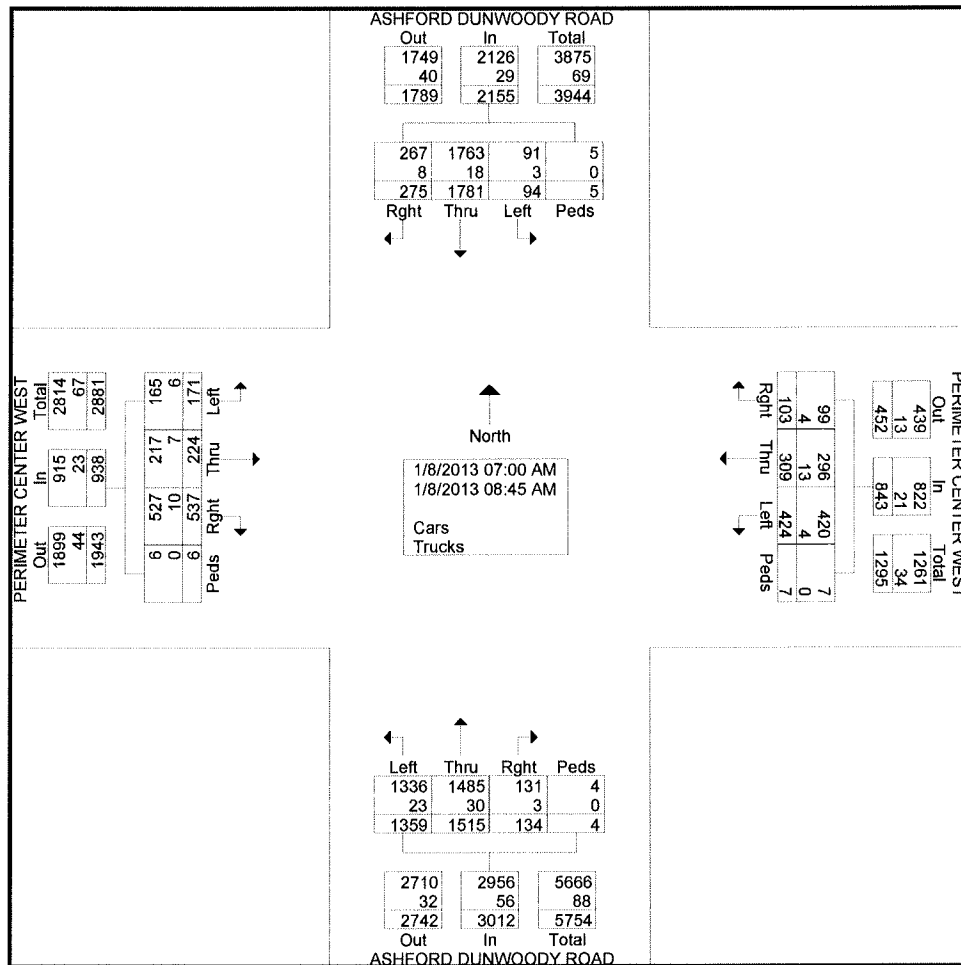 ASHFORD DUNWOODY ROAD
Out In Total
1749 2126 3875
40 29 69
1789 2155 3944
267 1763 91 5
8 18 3 0
275 1781 94 5
Rght Thru Left Peds
PERIMETER CENTER WEST
Total In Out
2814 915 1899
67 23 44
2881 938 1943
165 217 527 6
6 7 10 0
171 224 537 6
Left Thru Rght Peds
North
1/8/2013 07:00 AM
1/8/2013 08:45 AM
Cars
Trucks
PERIMETER CENTER WEST
Out In Total
439 822 1261
13 21 34
452 843 1295
99 296 420 7
4 13 4 0
103 309 424 7
Rght Thru Left Peds
Left Thru Rght Peds
1336 1485 131 4
23 30 3 0
1359 1515 134 4
2710 2956 5666
32 56 88
2742 3012 5754
Out In Total
ASHFORD DUNWOODY ROAD